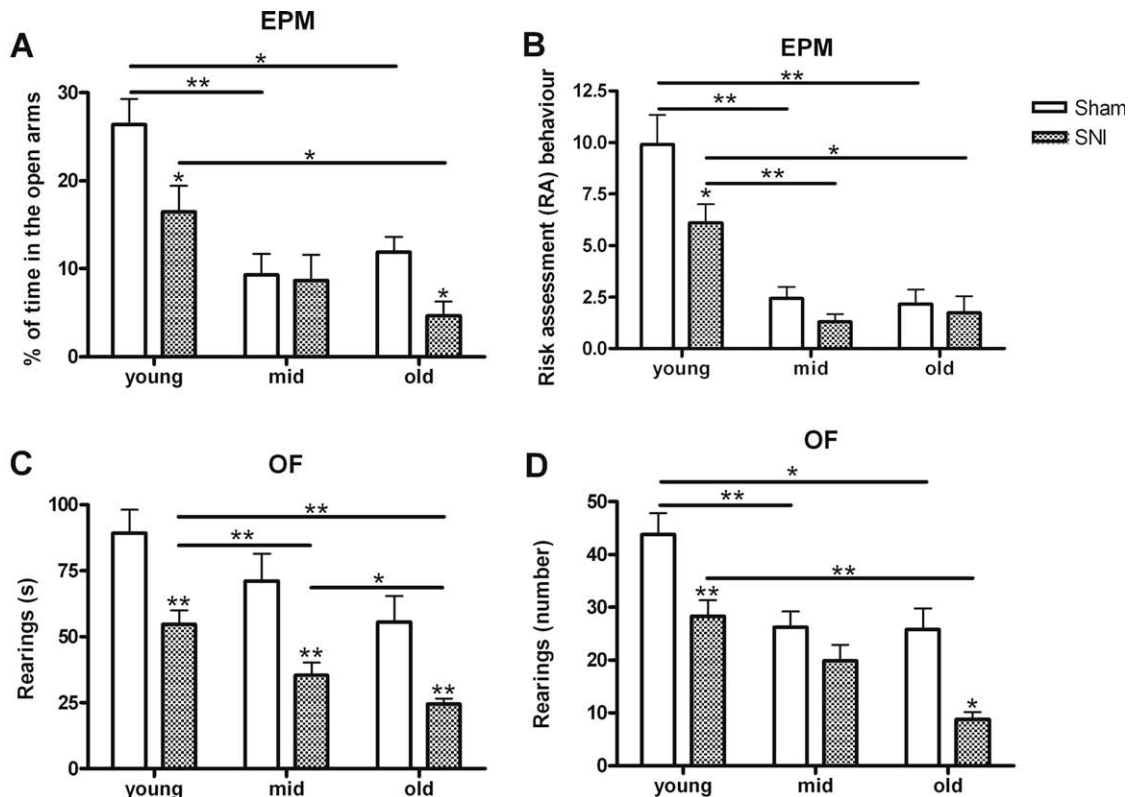 A
EPM
% of time in the open arms
30
20
10
0
*
**
*
*
*
young
mid
old
B
EPM
Risk assessment (RA) behaviour
12.5
10.0
7.5
5.0
2.5
0.0
**
**
*
**
*
young
mid
old
Sham
SNI
C
OF
Rearings (s)
100
75
50
25
0
**
**
*
**
**
**
young
mid
old
D
OF
Rearings (number)
50
40
30
20
10
0
*
**
**
**
*
young
mid
old